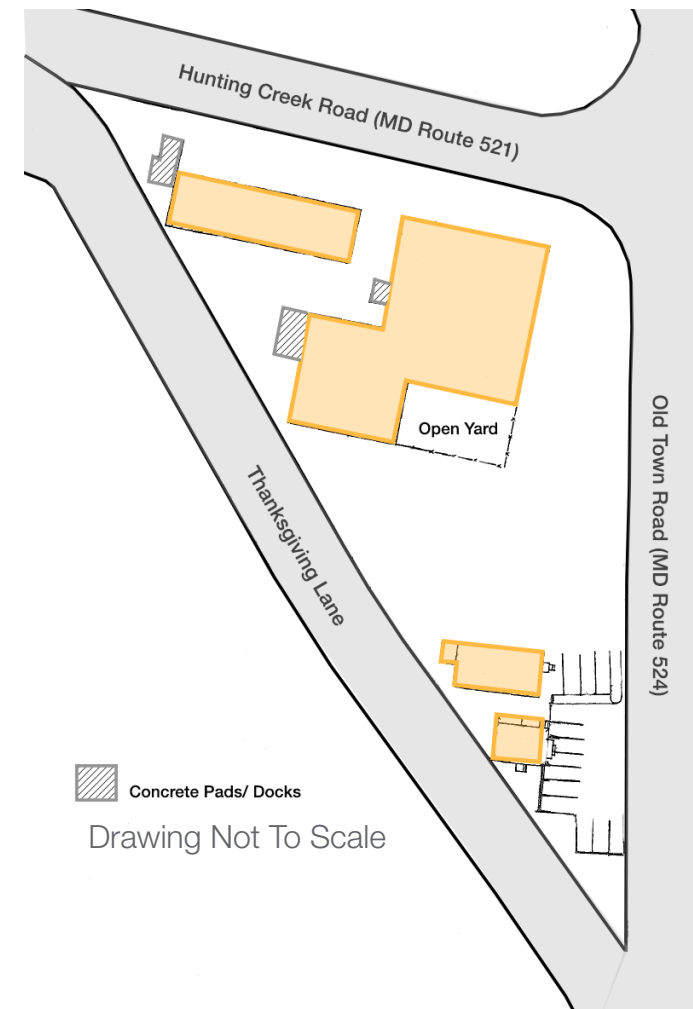 Hunting Creek Road (MD Route 521)
Open Yard
Old Town Road (MD Route 524)
Thanksgiving Lane
Concrete Pads/ Docks
Drawing Not To Scale